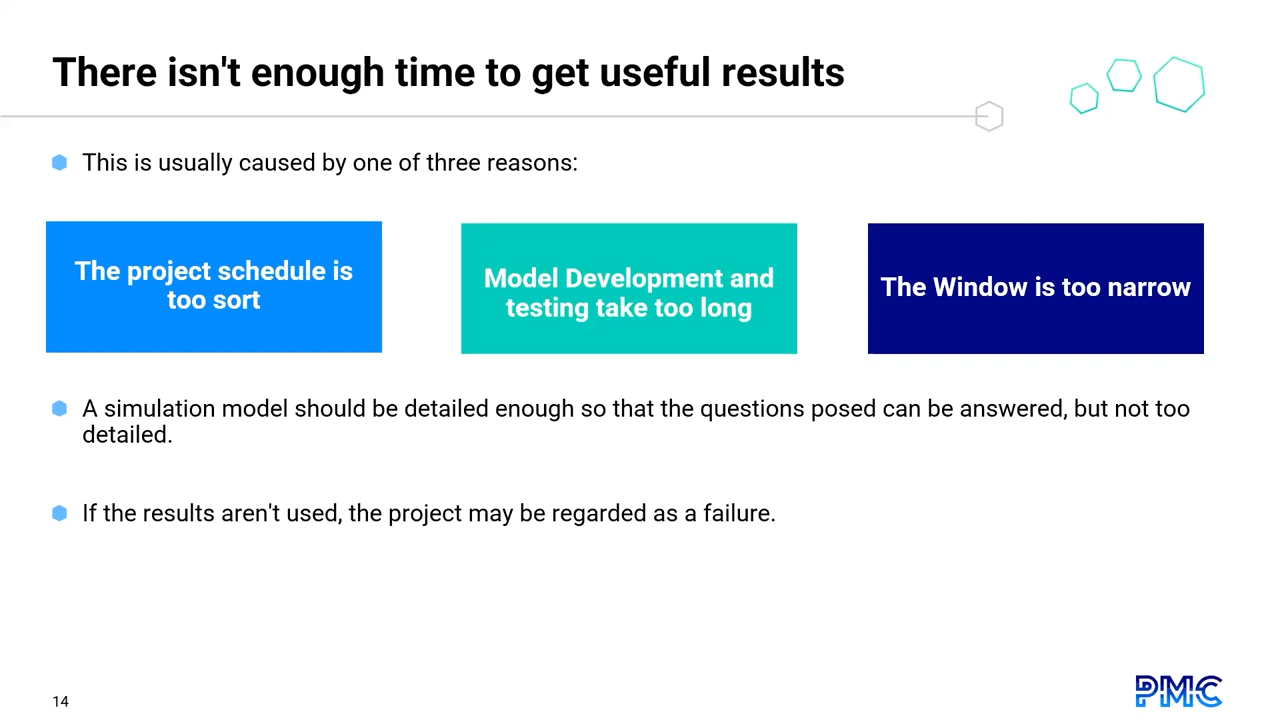 There isn't enough time to get useful results
This is usually caused by one of three reasons:
The project schedule is
too sort
Model Development and
testing take too long
The Window is too narrow
A simulation model should be detailed enough so that the questions posed can be answered, but not too
detailed.
If the results aren't used, the project may be regarded as a failure.
14
PMC